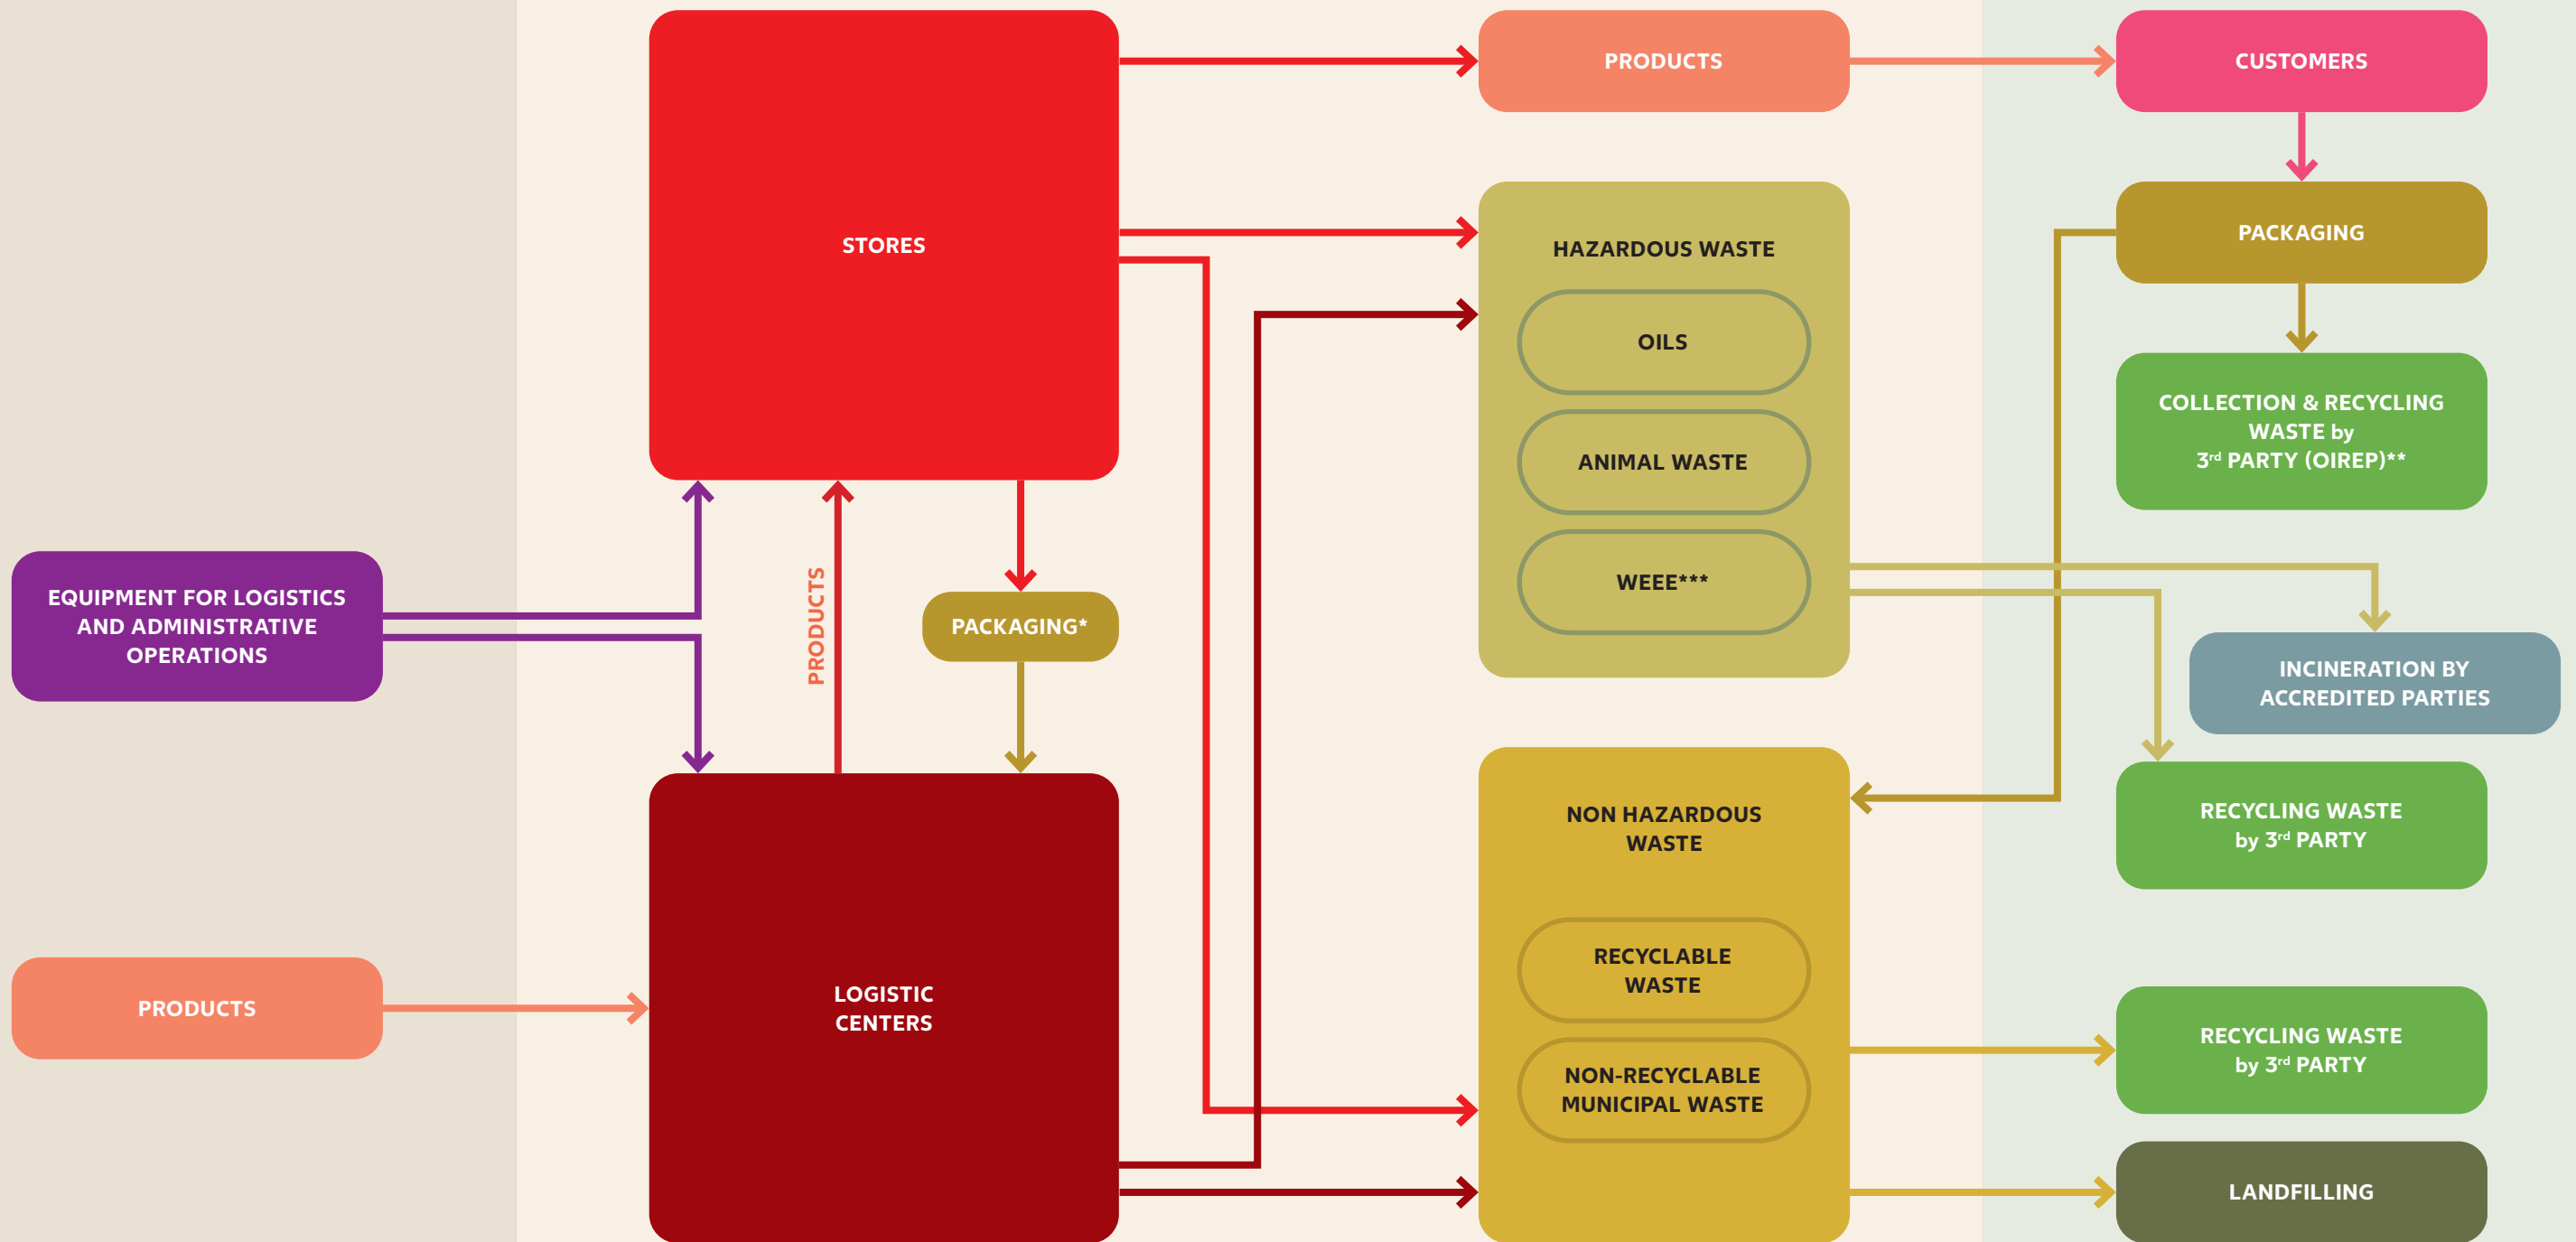 EQUIPMENT FOR LOGISTICS
AND ADMINISTRATIVE
OPERATIONS
PRODUCTS
STORES
PRODUCTS
PACKAGING*
LOGISTIC
CENTERS
PRODUCTS
HAZARDOUS WASTE
OILS
ANIMAL WASTE
WEEE***
NON HAZARDOUS
WASTE
RECYCLABLE
WASTE
NON-RECYCLABLE
MUNICIPAL WASTE
CUSTOMERS
PACKAGING
COLLECTION & RECYCLING
WASTE by
3rd PARTY (OIREP)**
INCINERATION BY
ACCREDITED PARTIES
RECYCLING WASTE
by 3rd PARTY
RECYCLING WASTE
by 3rd PARTY
LANDFILLING